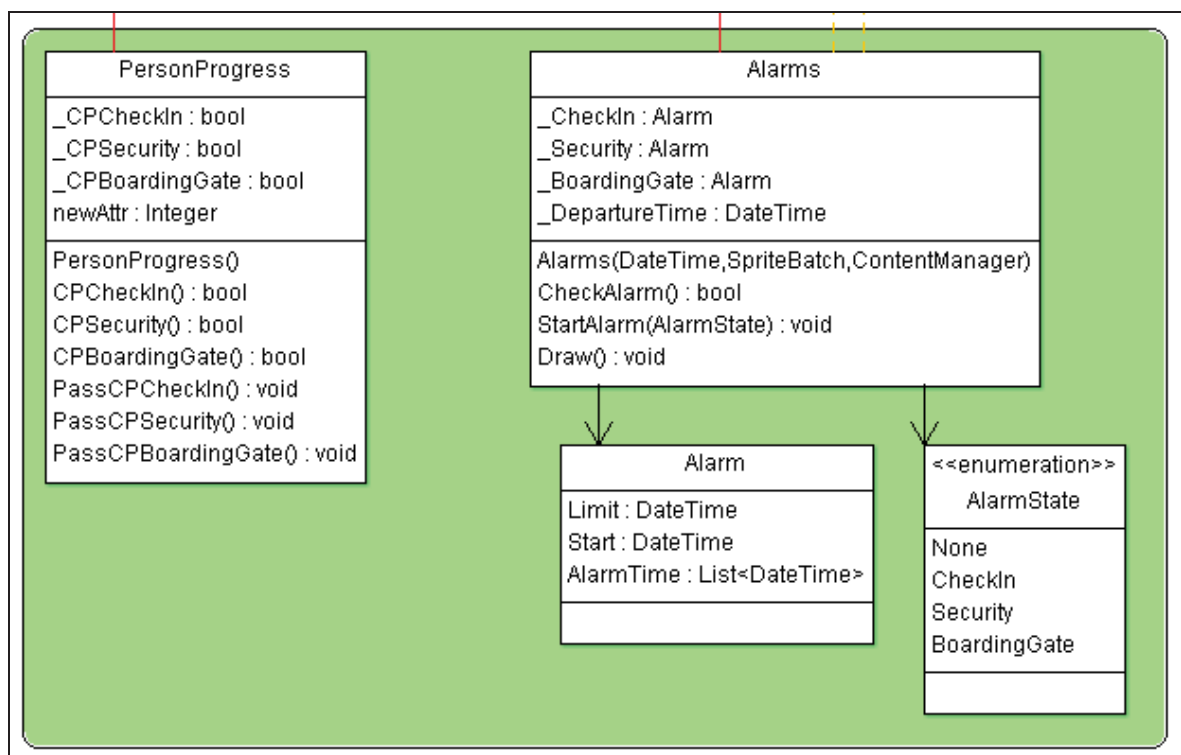 PersonProgress
_CPCheckIn : bool
_CPSecurity : bool
_CPBoardingGate : bool
newAttr : Integer
PersonProgress()
CPCheckIn() : bool
CPSecurity() : bool
CPBoardingGate() : bool
PassCPCheckIn() : void
PassCPSecurity() : void
PassCPBoardingGate() : void
Alarms
_CheckIn : Alarm
_Security : Alarm
_BoardingGate : Alarm
_DepartureTime : DateTime
Alarms(DateTime,SpriteBatch,ContentManager)
CheckAlarm() : bool
StartAlarm(AlarmState) : void
Draw() : void
Alarm
Limit : DateTime
Start : DateTime
AlarmTime : List<DateTime>
<<enumeration>>
AlarmState
None
CheckIn
Security
BoardingGate